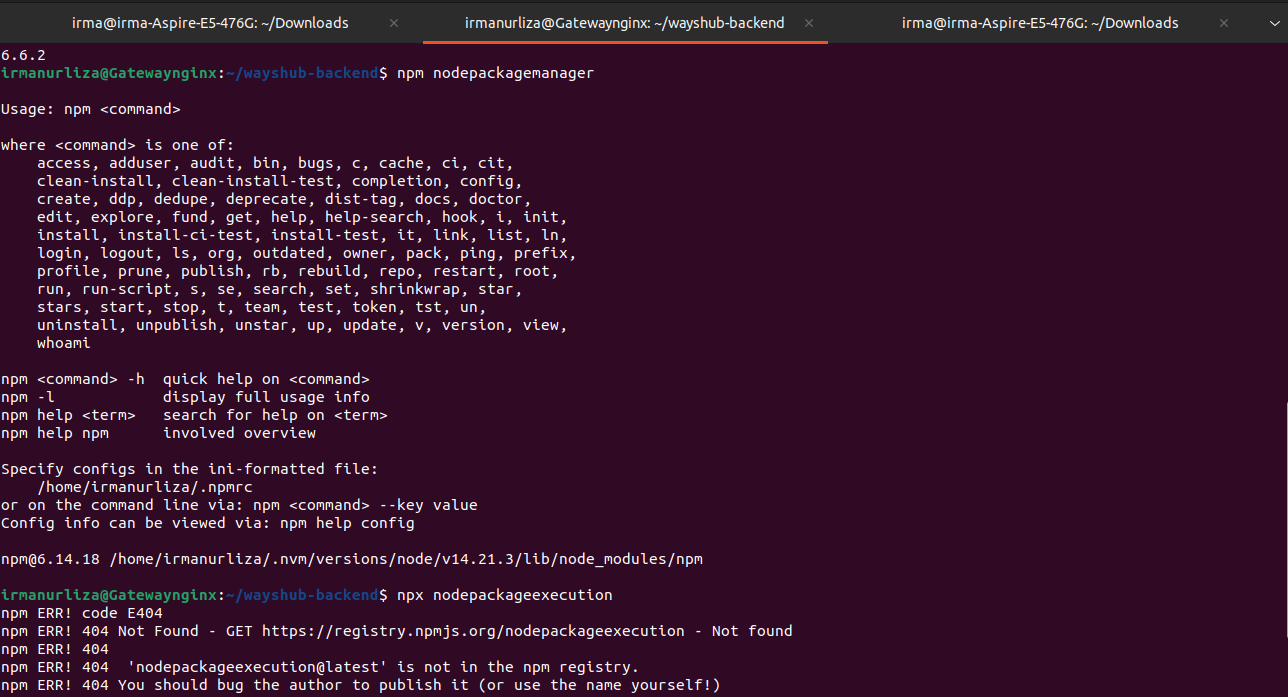 irma@irma-Aspire-E5-476G: ~/Downloads × irmanurliza@Gatewaynginx: ~/wayshub-backend × irma@irma-Aspire-E5-476G: ~/Downloads ×
6.6.2
irmanurliza@Gatewaynginx:~/wayshub-backend$ npm nodepackagemanager
Usage: npm <command>
where <command> is one of:
    access, adduser, audit, bin, bugs, c, cache, ci, cit,
    clean-install, clean-install-test, completion, config,
    create, ddp, dedupe, deprecate, dist-tag, docs, doctor,
    edit, explore, fund, get, help, help-search, hook, i, init,
    install, install-ci-test, install-test, it, link, list, ln,
    login, logout, ls, org, outdated, owner, pack, ping, prefix,
    profile, prune, publish, rb, rebuild, repo, restart, root,
    run, run-script, s, se, search, set, shrinkwrap, star,
    stars, start, stop, t, team, test, token, tst, un,
    uninstall, unpublish, unstar, up, update, v, version, view,
    whoami
npm <command> -h  quick help on <command>
npm -l            display full usage info
npm help <term>   search for help on <term>
npm help npm      involved overview
Specify configs in the ini-formatted file:
    /home/irmanurliza/.npmrc
or on the command line via: npm <command> --key value
Config info can be viewed via: npm help config
npm@6.14.18 /home/irmanurliza/.nvm/versions/node/v14.21.3/lib/node_modules/npm
irmanurliza@Gatewaynginx:~/wayshub-backend$ npx nodepackageexecution
npm ERR! code E404
npm ERR! 404 Not Found - GET https://registry.npmjs.org/nodepackageexecution - Not found
npm ERR! 404
npm ERR! 404  'nodepackageexecution@latest' is not in the npm registry.
npm ERR! 404 You should bug the author to publish it (or use the name yourself!)